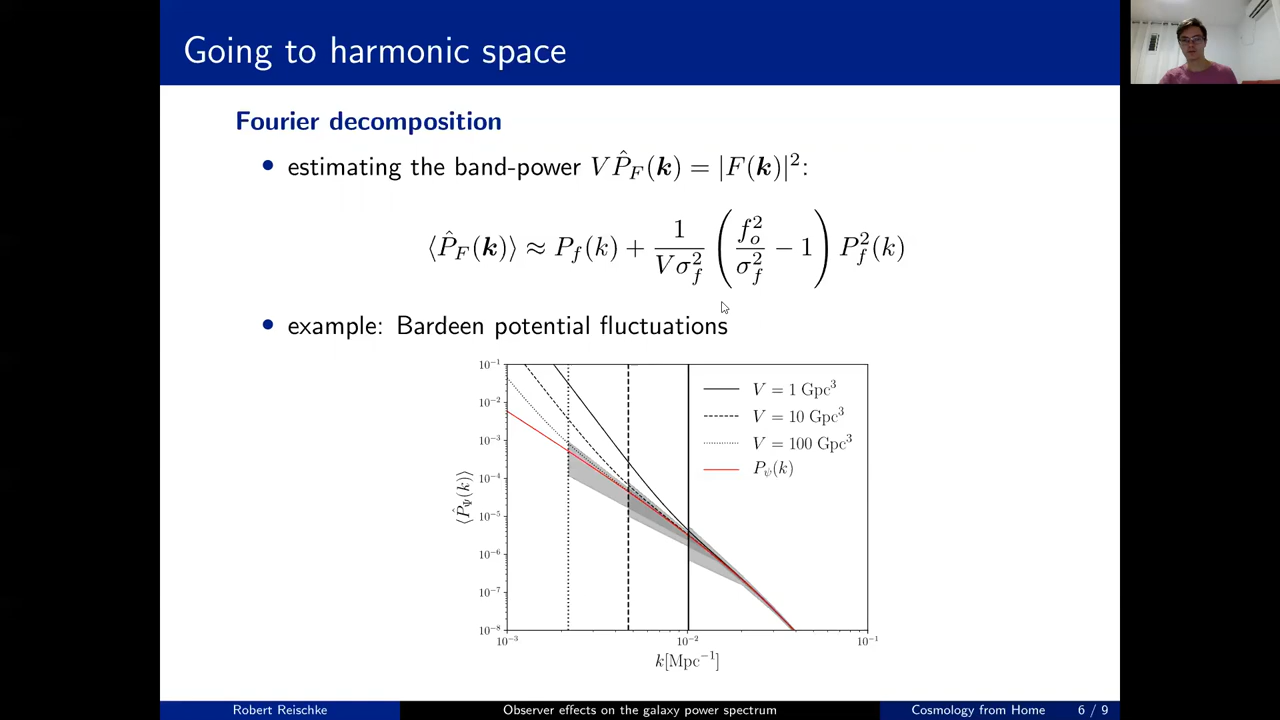 Going to harmonic space
Fourier decomposition
• estimating the band-power V P̂_F(k) = |F(k)|²:
⟨P̂_F(k)⟩ ≈ P_f(k) + 1/(Vσ_f²) (f_o²/σ_f² − 1) P_f²(k)
• example: Bardeen potential fluctuations
10⁻¹
10⁻²
10⁻³
10⁻⁴
10⁻⁵
10⁻⁶
10⁻⁷
10⁻⁸
⟨P̂_Ψ(k)⟩
V = 1 Gpc³
V = 10 Gpc³
V = 100 Gpc³
P_ψ(k)
10⁻³ 10⁻² 10⁻¹
k[Mpc⁻¹]
Robert Reischke Observer effects on the galaxy power spectrum Cosmology from Home 6 / 9